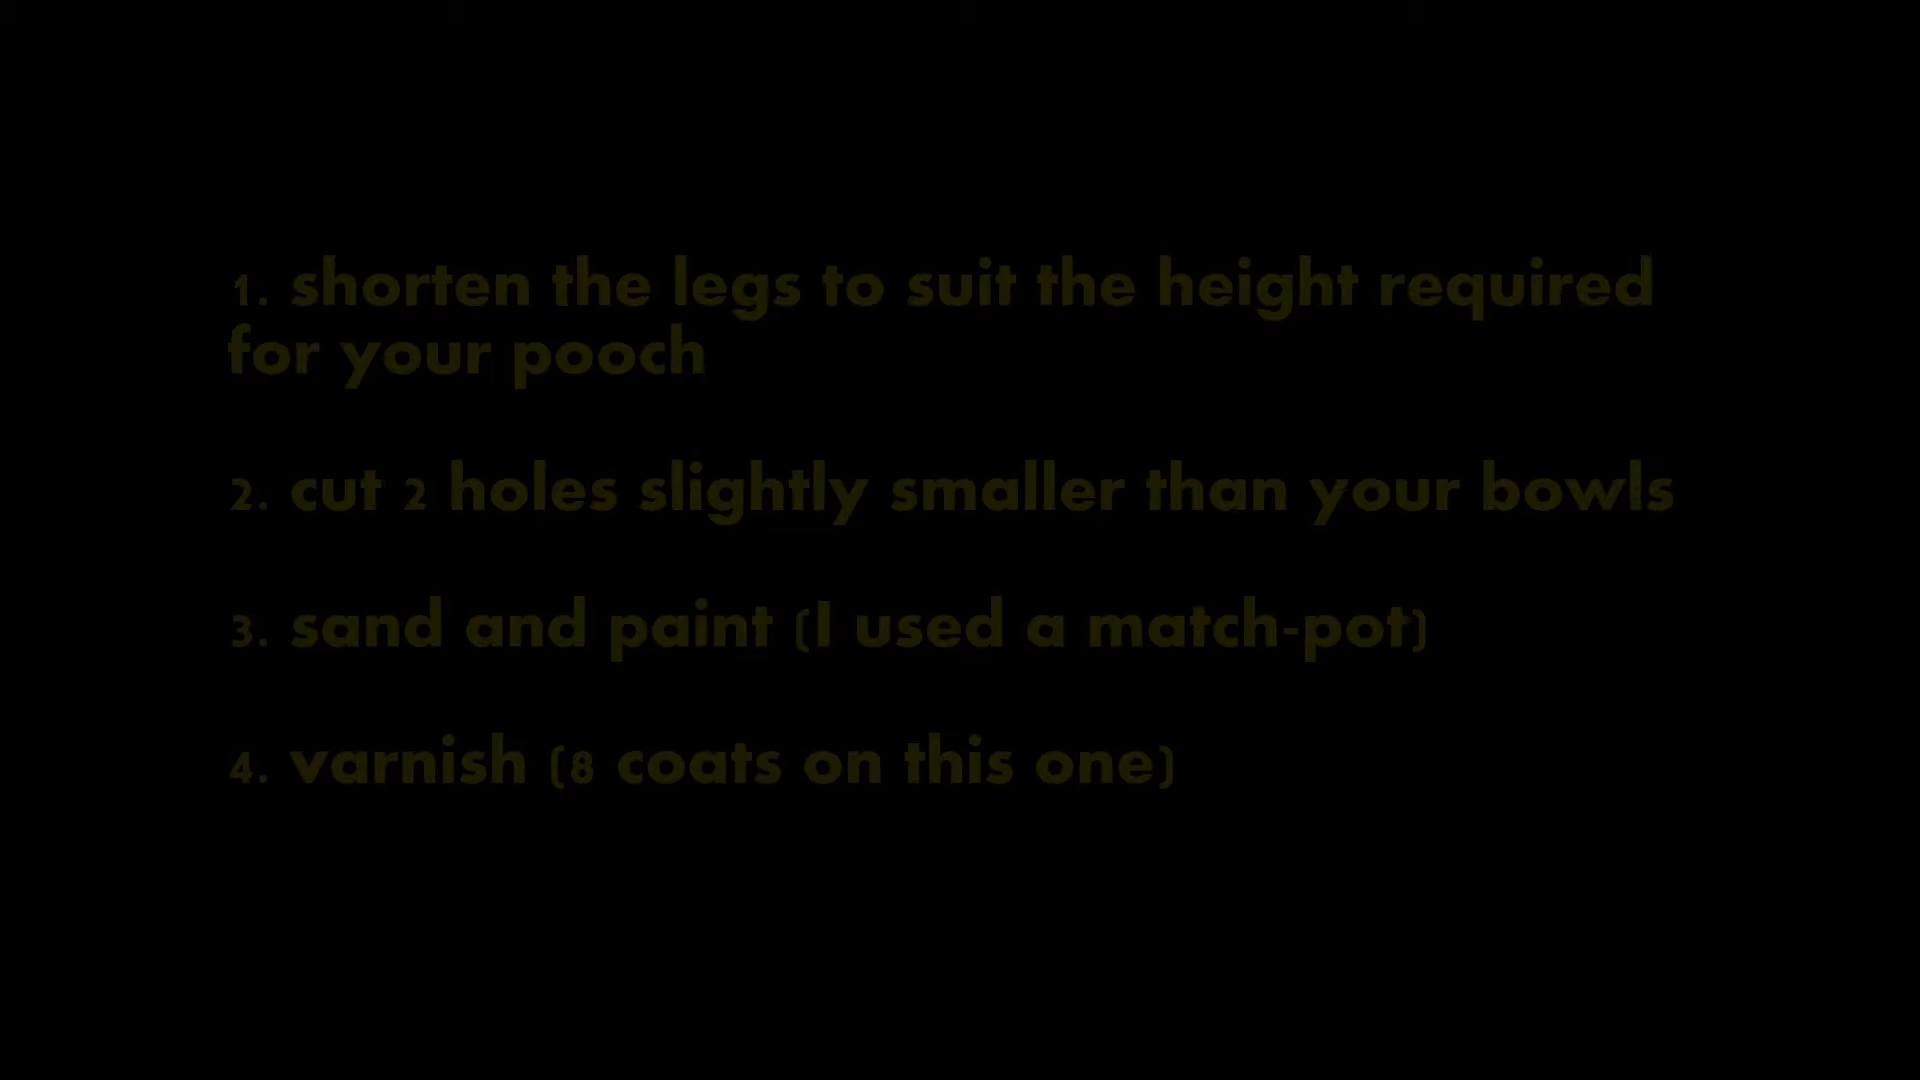 1. shorten the legs to suit the height required
for your pooch
2. cut 2 holes slightly smaller than your bowls
3. sand and paint (I used a match-pot)
4. varnish (8 coats on this one)